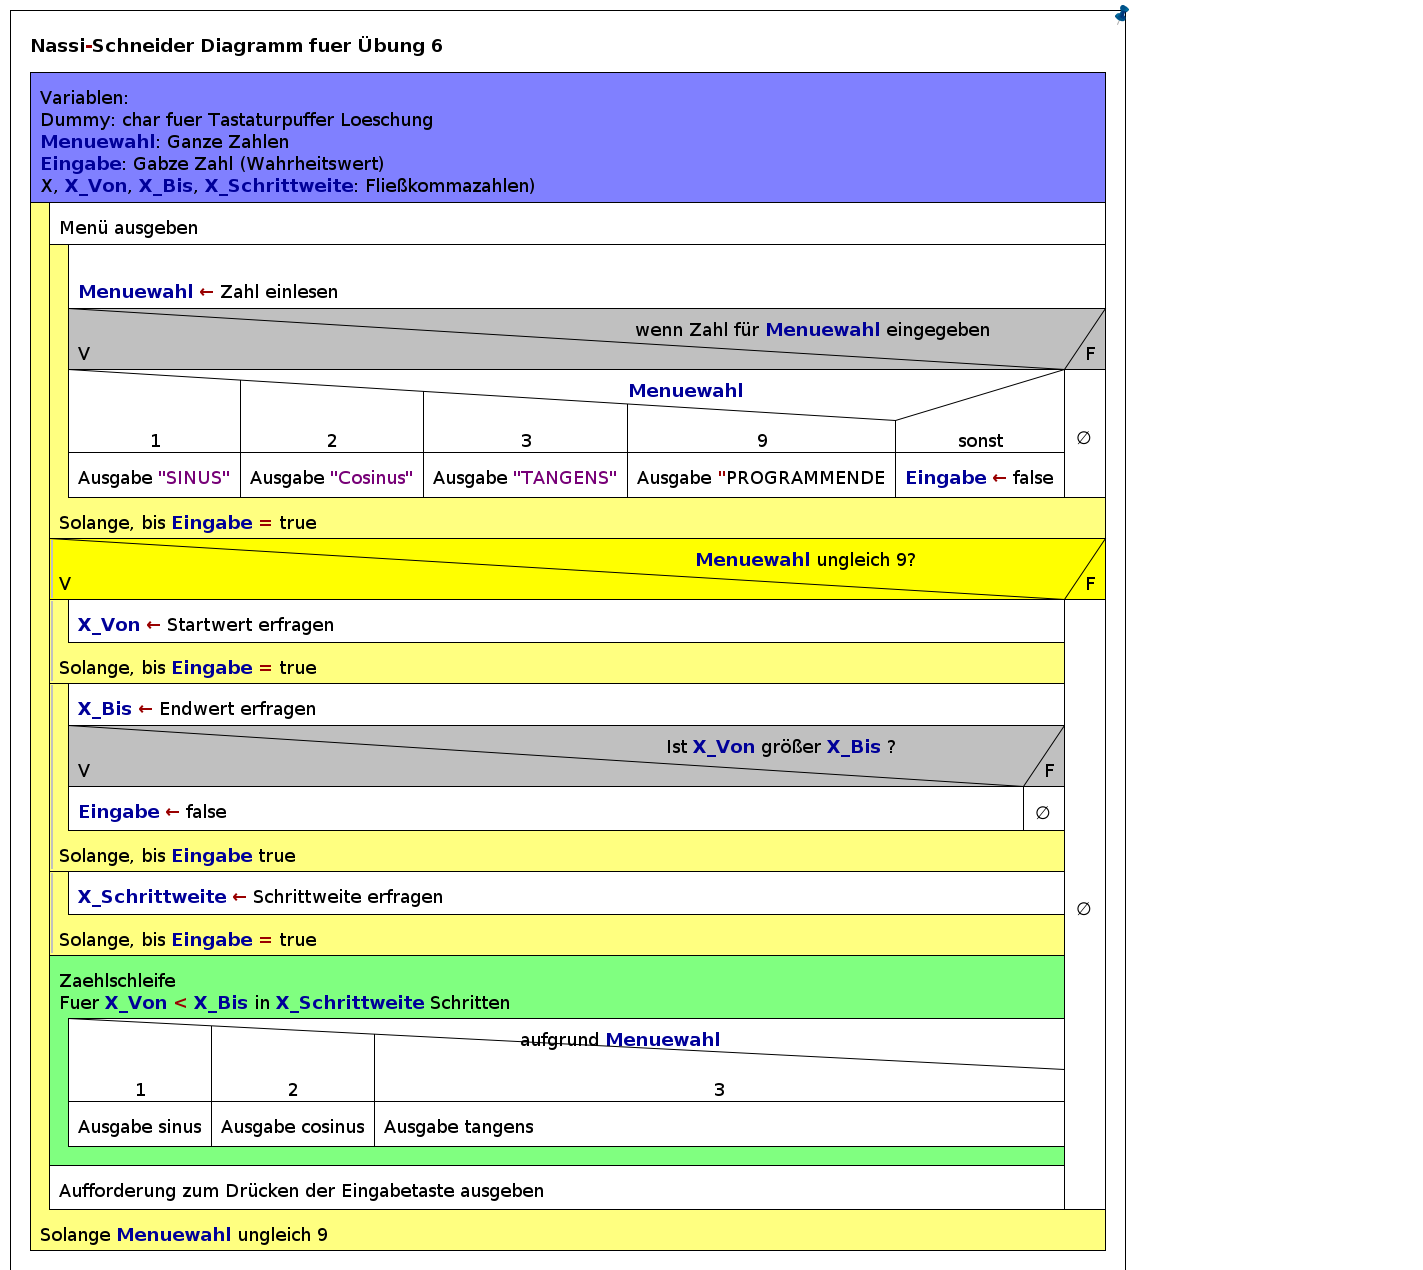 Nassi-Schneider Diagramm fuer Übung 6
Variablen:
Dummy: char fuer Tastaturpuffer Loeschung
Menuewahl: Ganze Zahlen
Eingabe: Gabze Zahl (Wahrheitswert)
X, X_Von, X_Bis, X_Schrittweite: Fließkommazahlen)
Menü ausgeben
Menuewahl ← Zahl einlesen
wenn Zahl für Menuewahl eingegeben
V F
Menuewahl
1 2 3 9 sonst ∅
Ausgabe "SINUS" Ausgabe "Cosinus" Ausgabe "TANGENS" Ausgabe "PROGRAMMENDE Eingabe ← false
Solange, bis Eingabe = true
Menuewahl ungleich 9?
V F
X_Von ← Startwert erfragen
Solange, bis Eingabe = true
X_Bis ← Endwert erfragen
Ist X_Von größer X_Bis ?
V F
Eingabe ← false ∅
Solange, bis Eingabe true
X_Schrittweite ← Schrittweite erfragen
∅
Solange, bis Eingabe = true
Zaehlschleife
Fuer X_Von < X_Bis in X_Schrittweite Schritten
aufgrund Menuewahl
1 2 3
Ausgabe sinus Ausgabe cosinus Ausgabe tangens
Aufforderung zum Drücken der Eingabetaste ausgeben
Solange Menuewahl ungleich 9